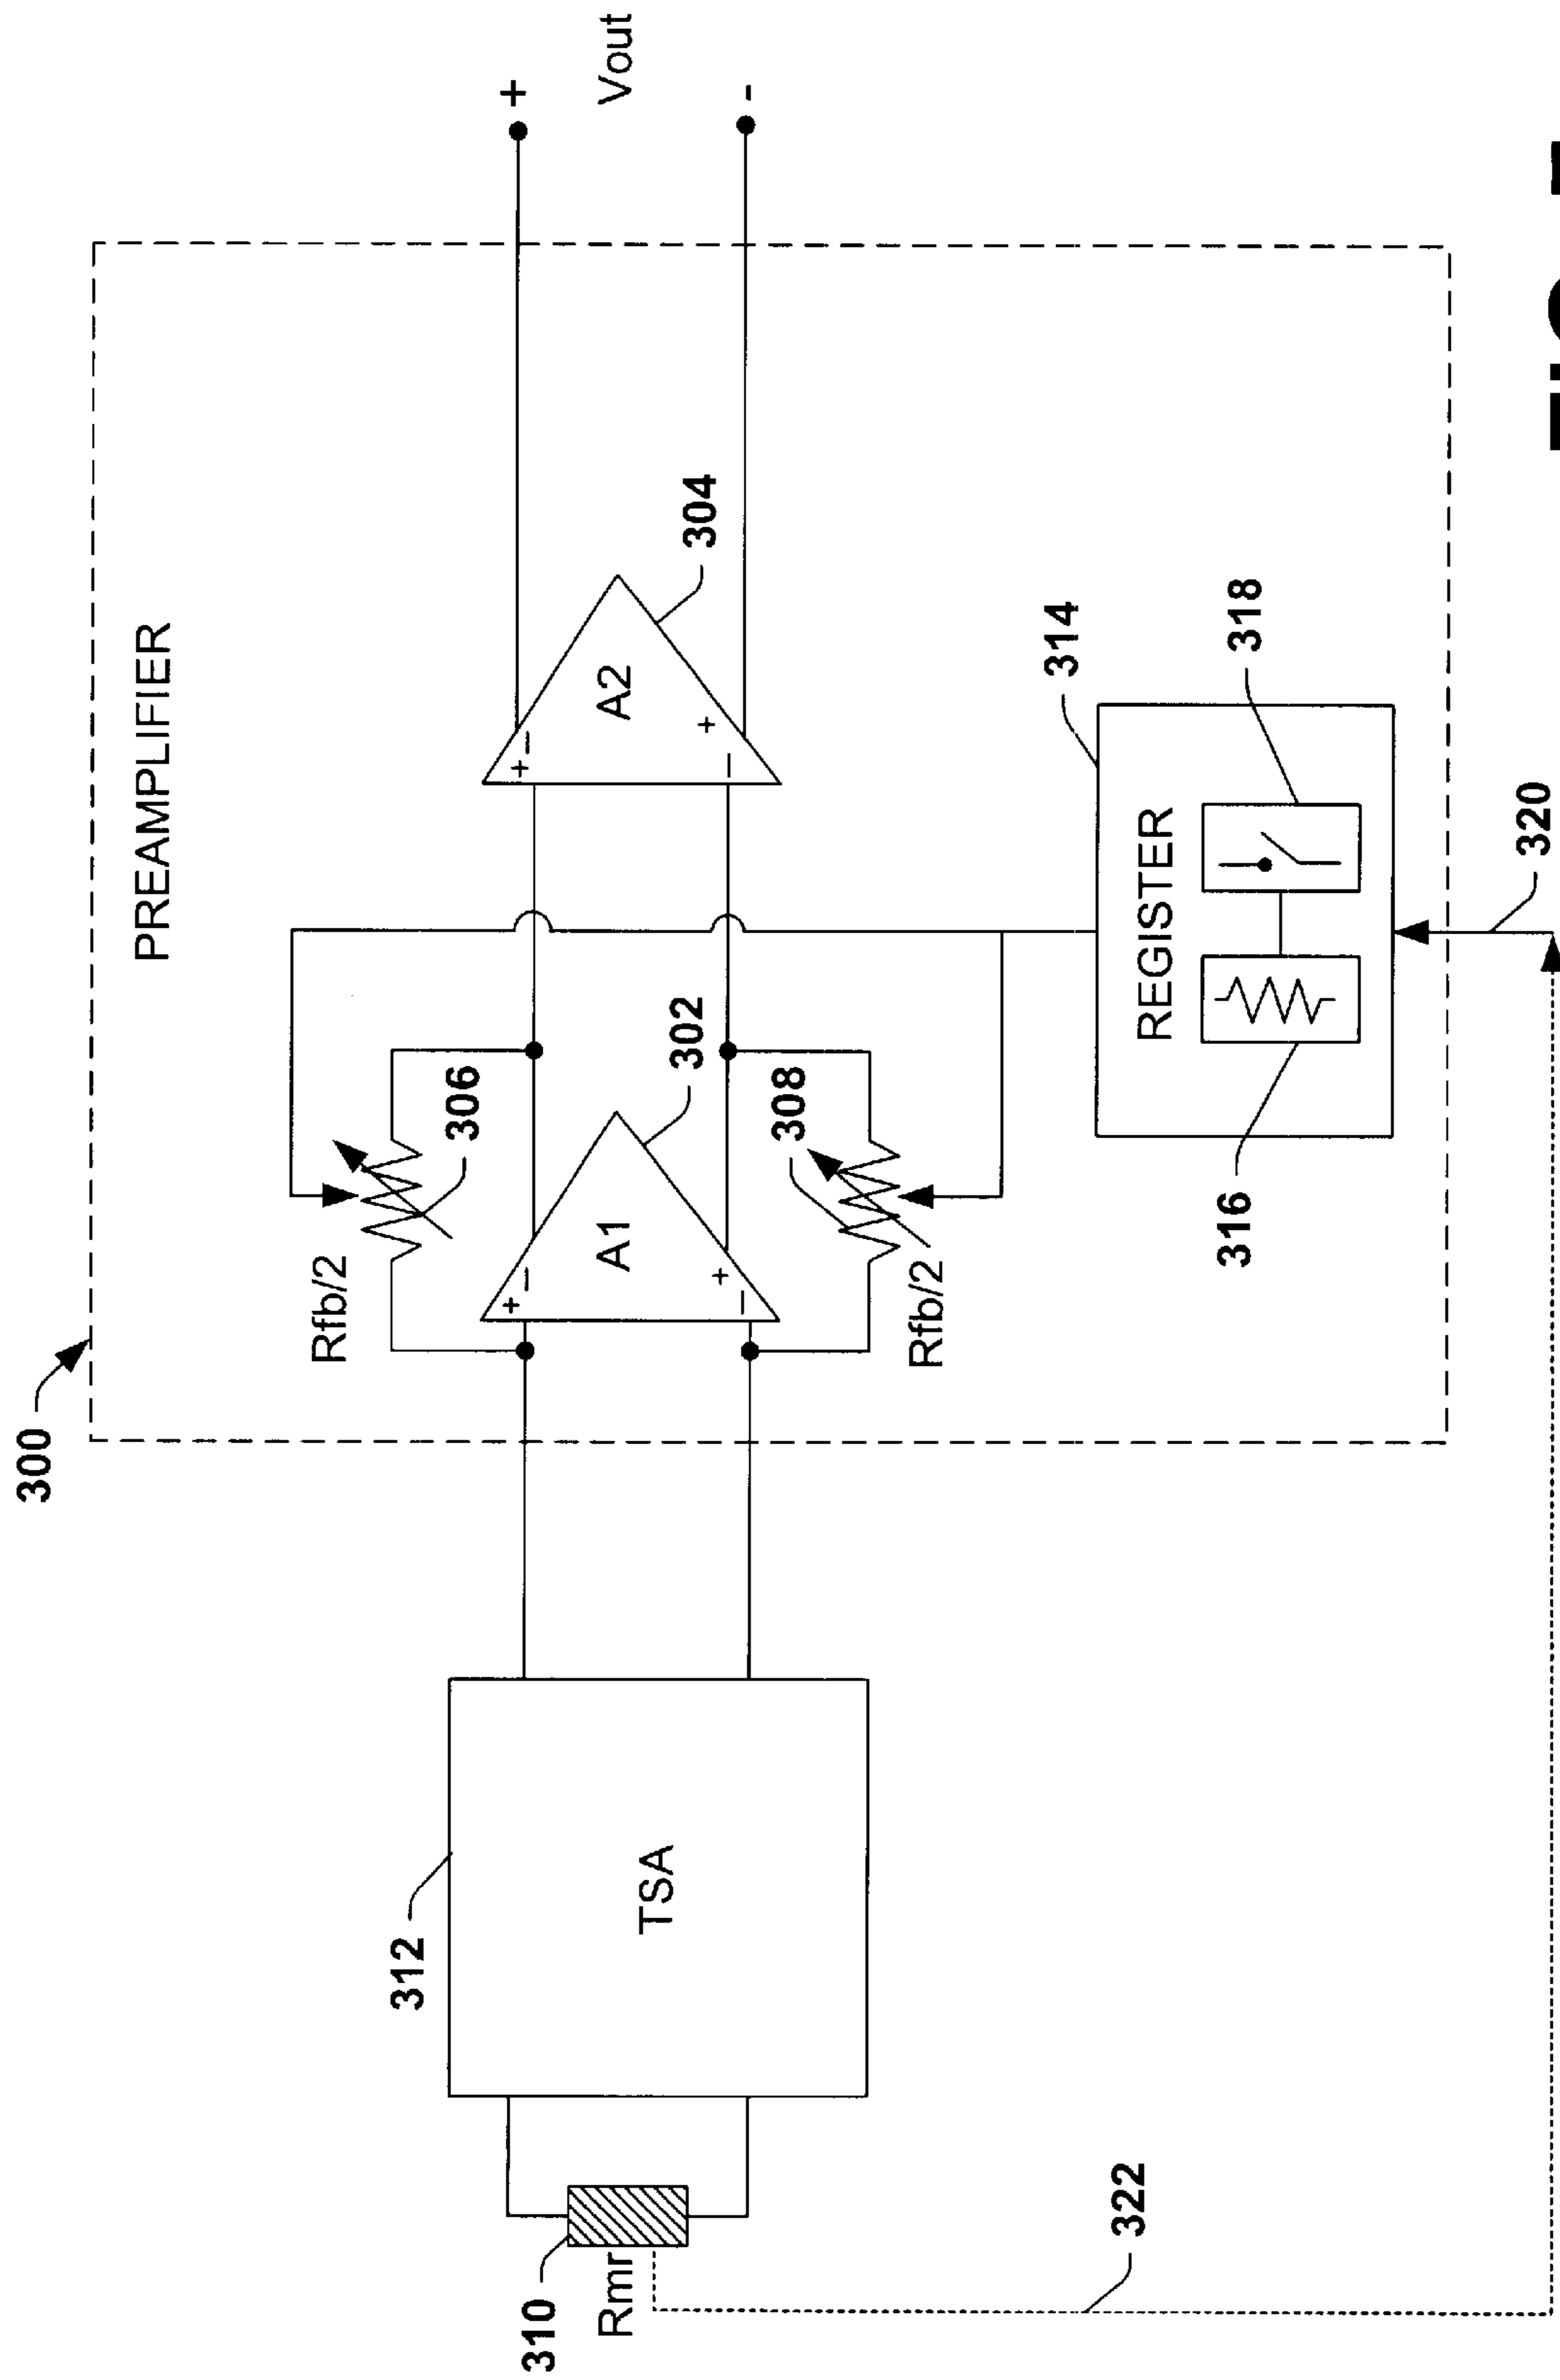 300
PREAMPLIFIER
Rfb/2
306
+
−
A1
+
−
302
308
Rfb/2
+
−
A2
+
−
304
+
Vout
-
312
TSA
310
Rmr
REGISTER
314
316
318
320
322